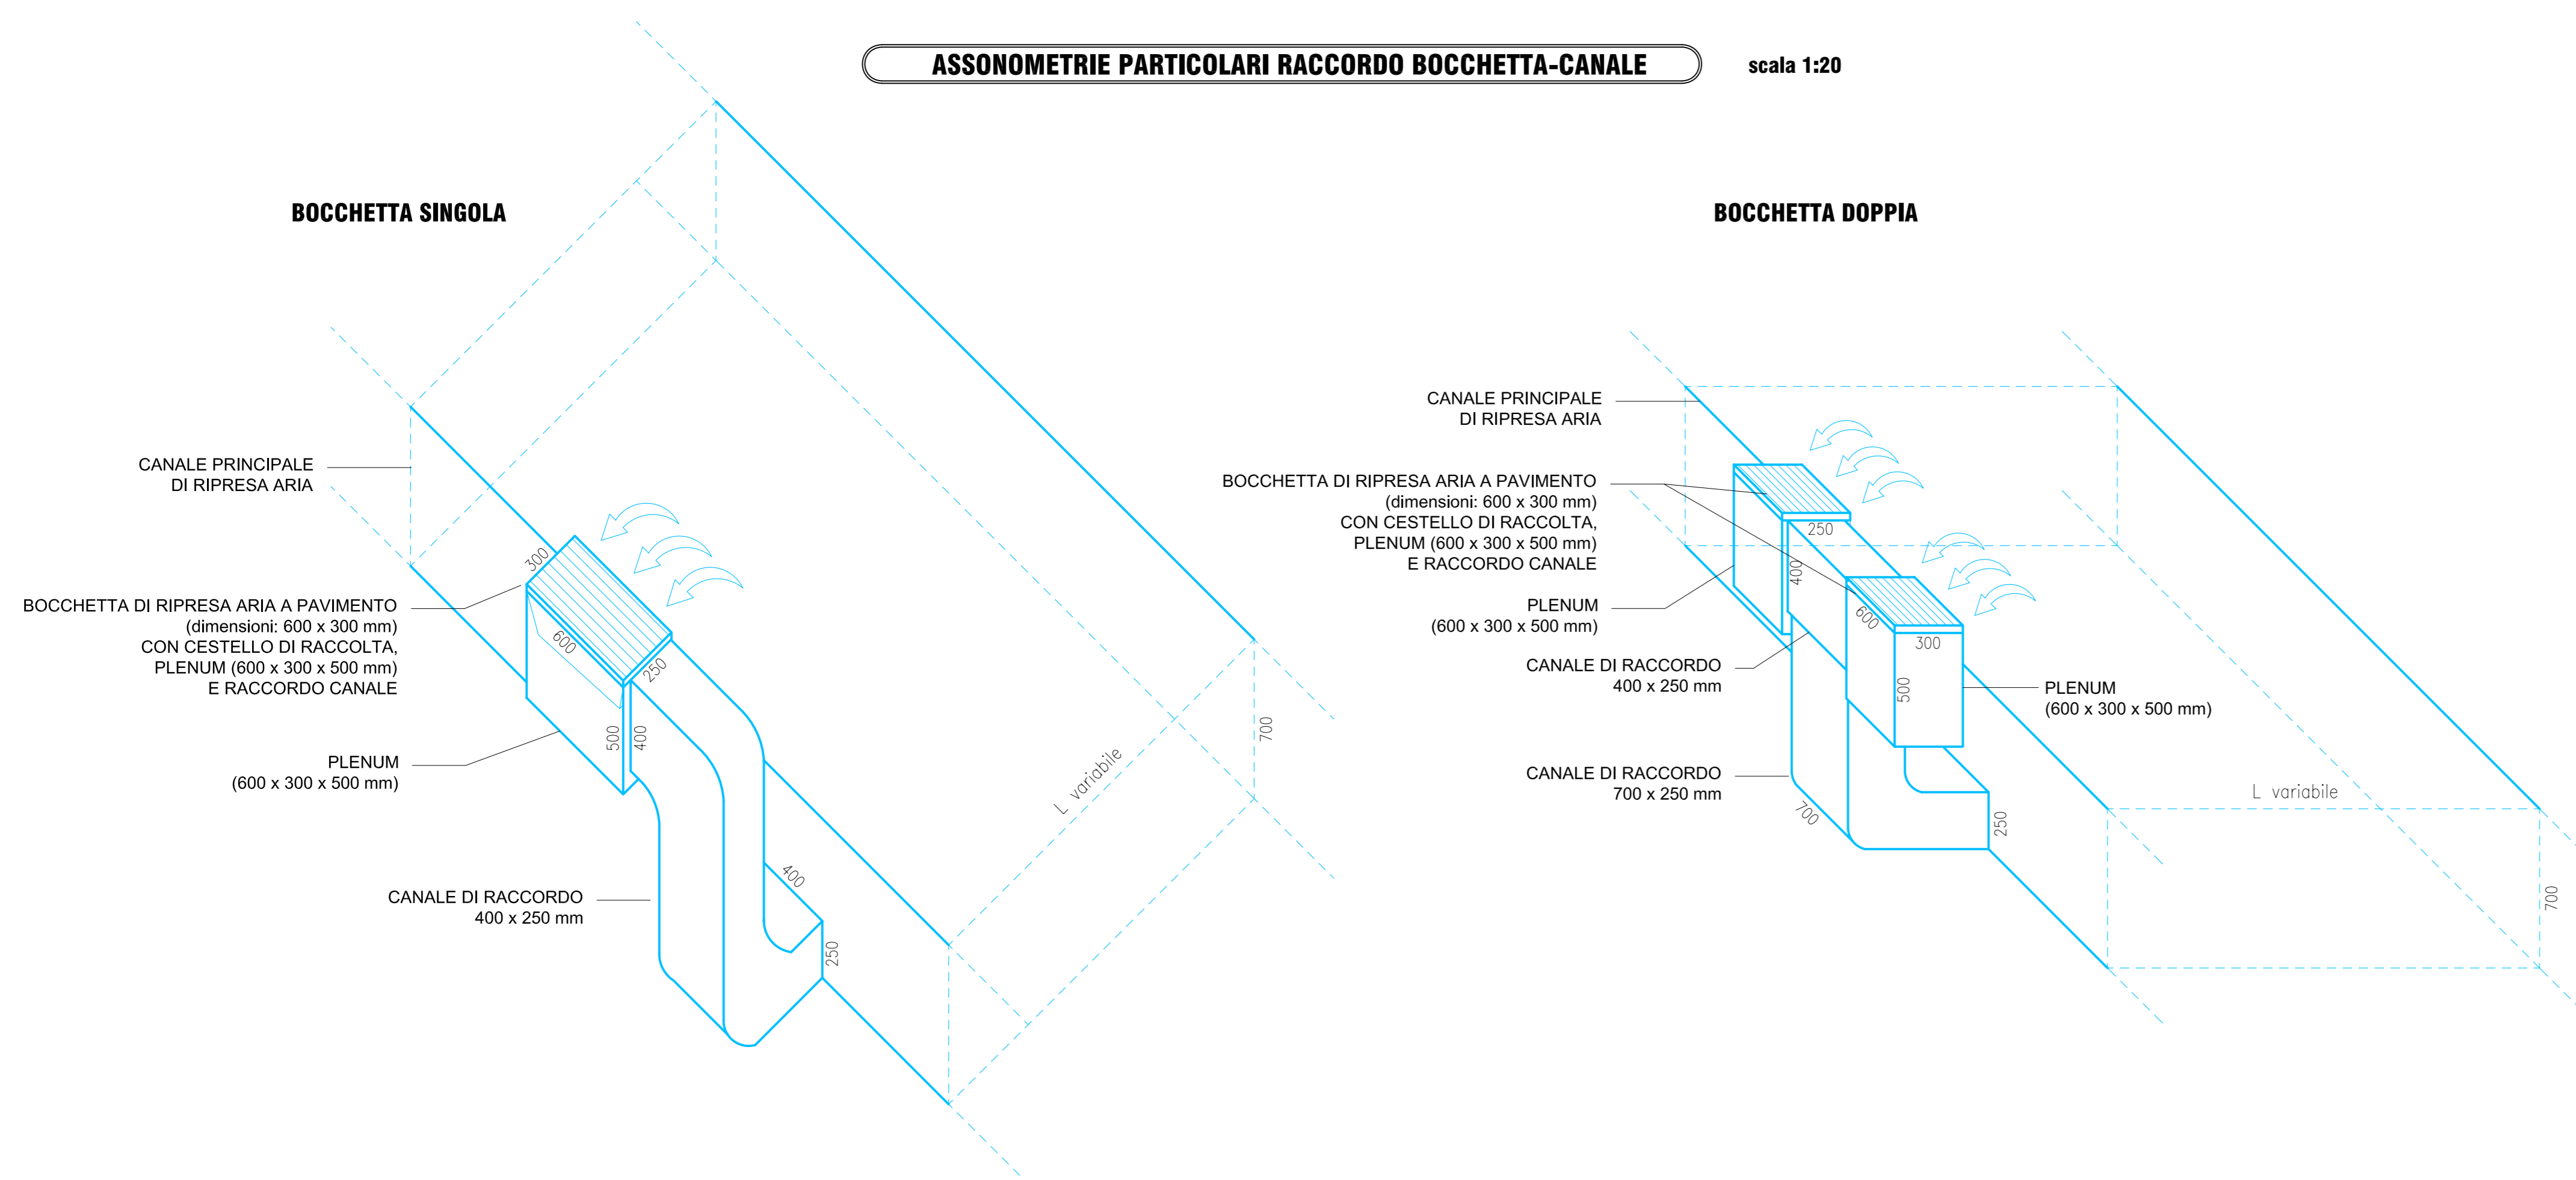 ASSONOMETRIE PARTICOLARI RACCORDO BOCCHETTA-CANALE
scala 1:20
BOCCHETTA SINGOLA
CANALE PRINCIPALE
DI RIPRESA ARIA
300
BOCCHETTA DI RIPRESA ARIA A PAVIMENTO
(dimensioni: 600 x 300 mm)
CON CESTELLO DI RACCOLTA,
PLENUM (600 x 300 x 500 mm)
E RACCORDO CANALE
600
250
500
400
PLENUM
(600 x 300 x 500 mm)
L variabile
700
400
CANALE DI RACCORDO
400 x 250 mm
250
BOCCHETTA DOPPIA
CANALE PRINCIPALE
DI RIPRESA ARIA
BOCCHETTA DI RIPRESA ARIA A PAVIMENTO
(dimensioni: 600 x 300 mm)
CON CESTELLO DI RACCOLTA,
PLENUM (600 x 300 x 500 mm)
E RACCORDO CANALE
250
400
PLENUM
(600 x 300 x 500 mm)
600
300
CANALE DI RACCORDO
400 x 250 mm
500
PLENUM
(600 x 300 x 500 mm)
CANALE DI RACCORDO
700 x 250 mm
700
250
L variabile
700